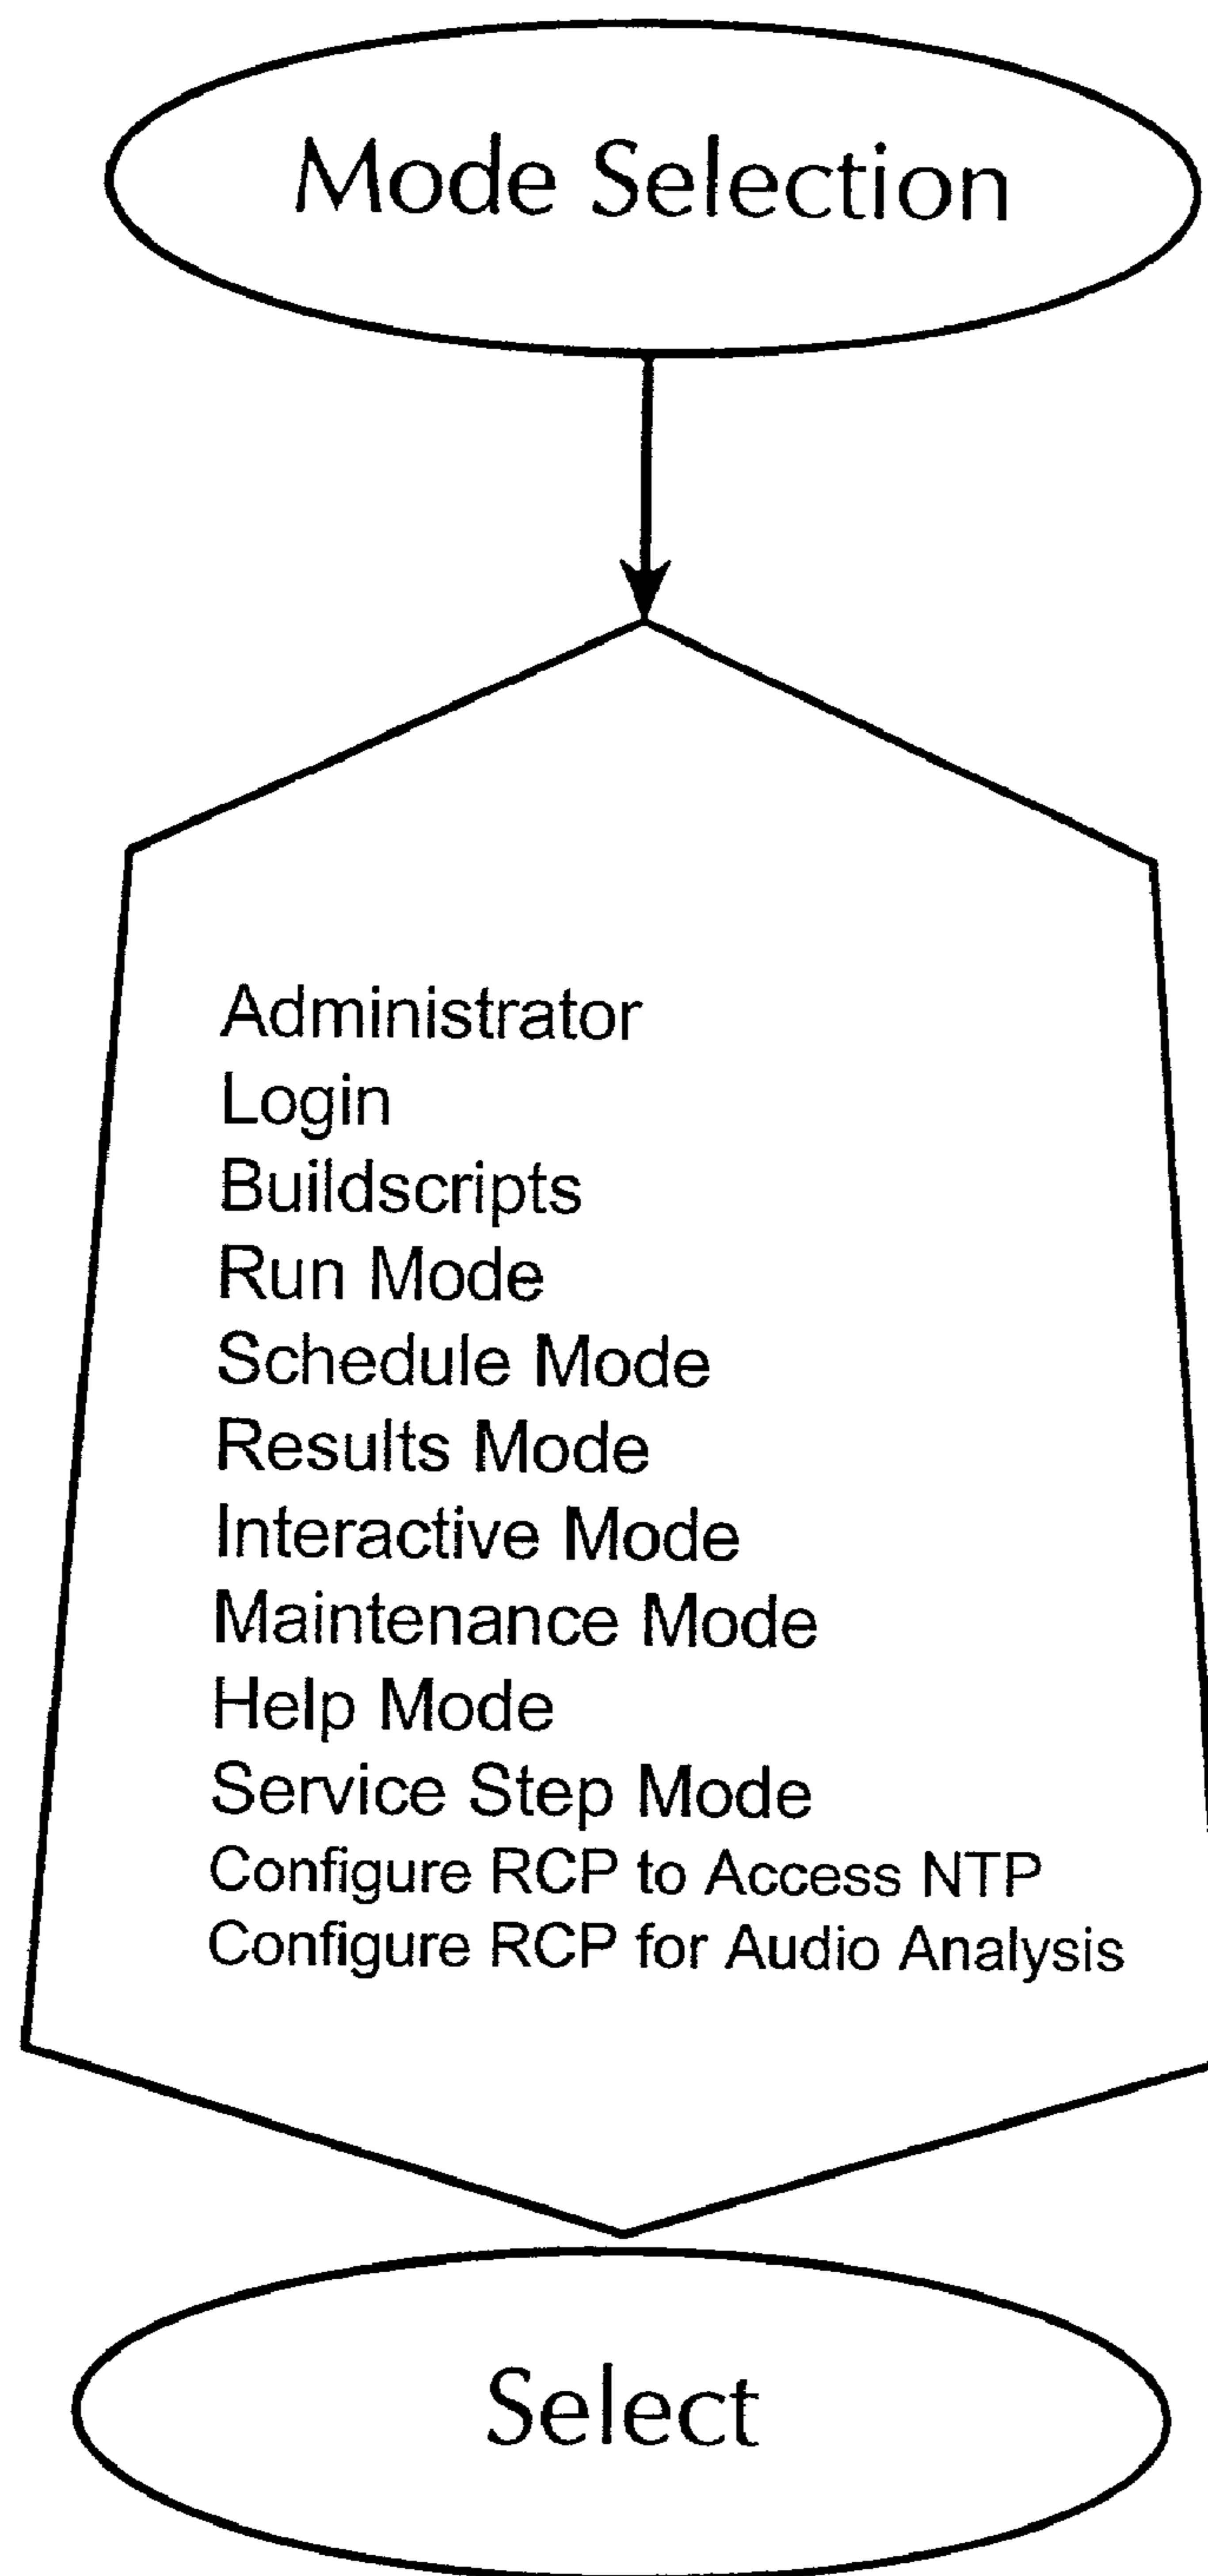 Mode Selection
Administrator
Login
Buildscripts
Run Mode
Schedule Mode
Results Mode
Interactive Mode
Maintenance Mode
Help Mode
Service Step Mode
Configure RCP to Access NTP
Configure RCP for Audio Analysis
Select